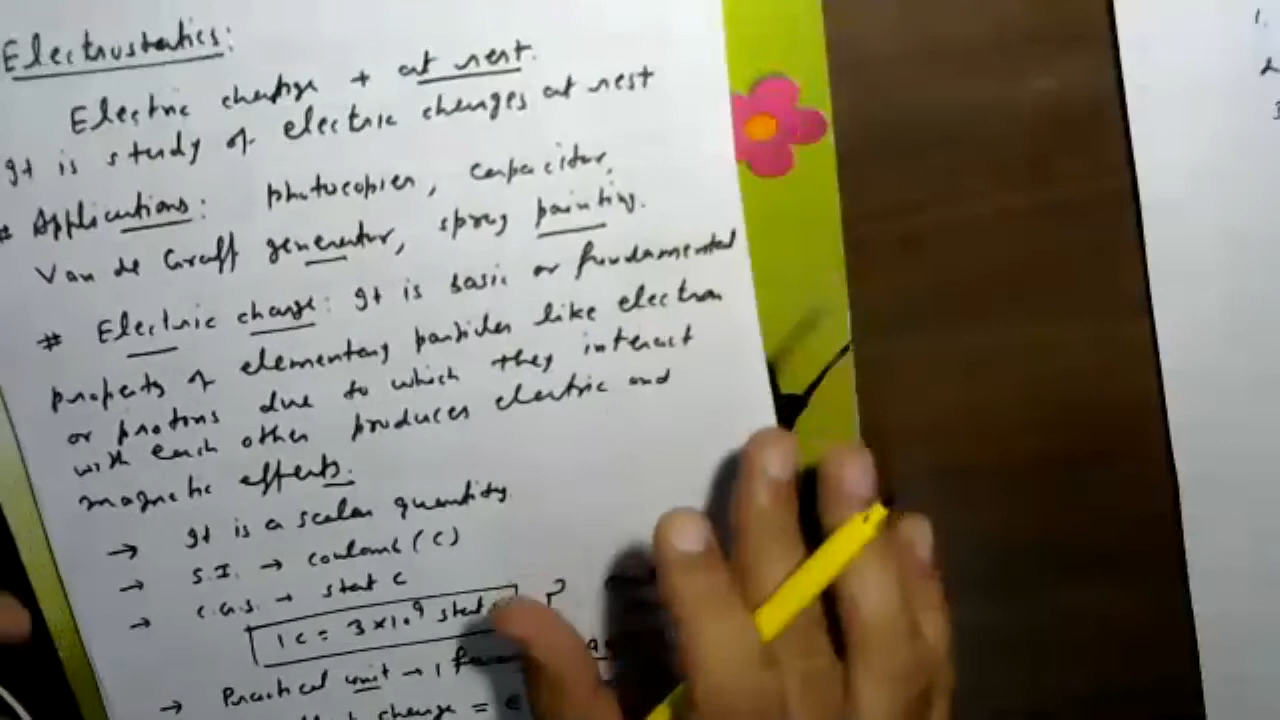 Electrostatics:
Electric charge + at rest.
It is study of electric charges at rest
# Applications: photocopier, capacitor,
Van de Graff generator, spray painting.
# Electric charge: It is basic or fundamental
property of elementary particles like electron
or protons due to which they interact
with each other produces electric and
magnetic effects.
→ It is a scalar quantity
→ S.I. → coulomb (C)
→ C.G.S. → stat C
1 C = 3×10⁹ stat
→ Practical unit → 1
charge = e
1.